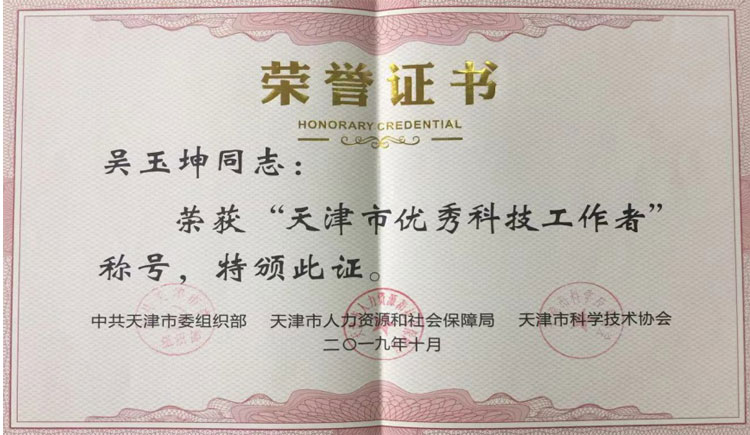 荣誉证书
HONORARY CREDENTIAL
吴玉坤同志：
荣获“天津市优秀科技工作者”
称号，特颁此证。
中共天津市委组织部 天津市人力资源和社会保障局 天津市科学技术协会
二〇一九年十月